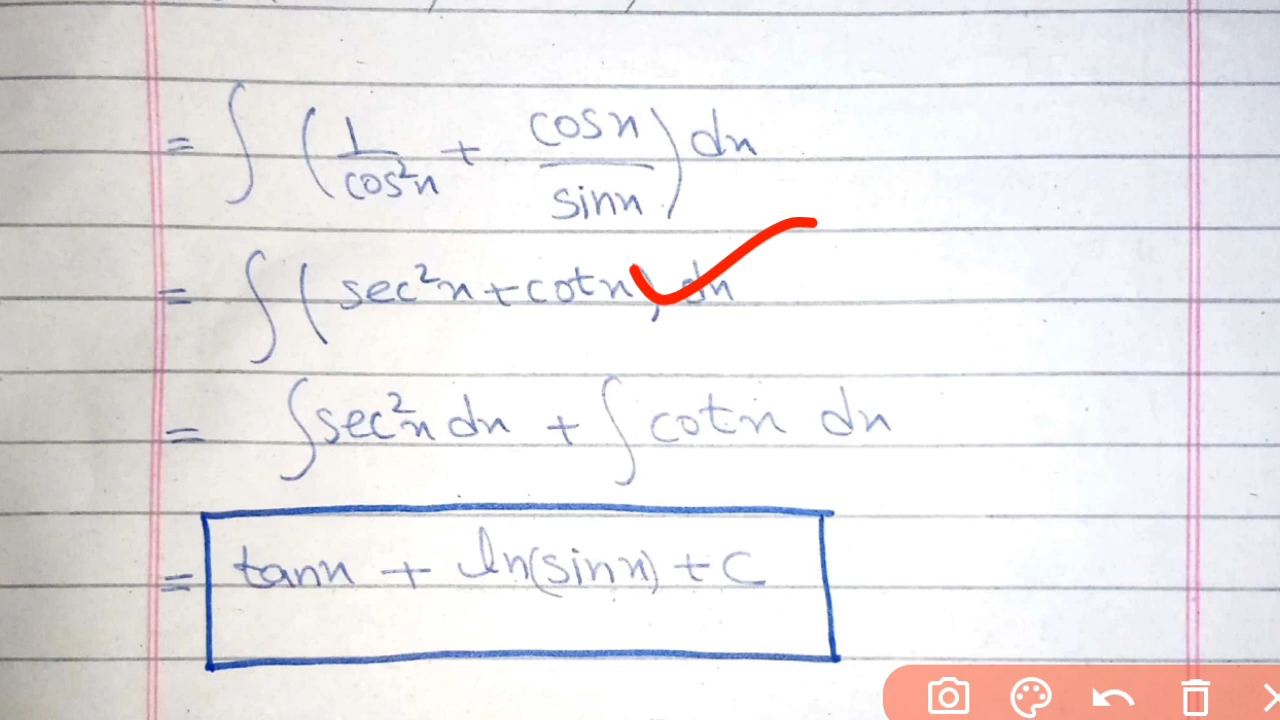 = ∫ (1/cos²x + cosx/sinx) dx
= ∫ (sec²x + cotx) dx
= ∫ sec²x dx + ∫ cotx dx
= tanx + ln(sinx) + C